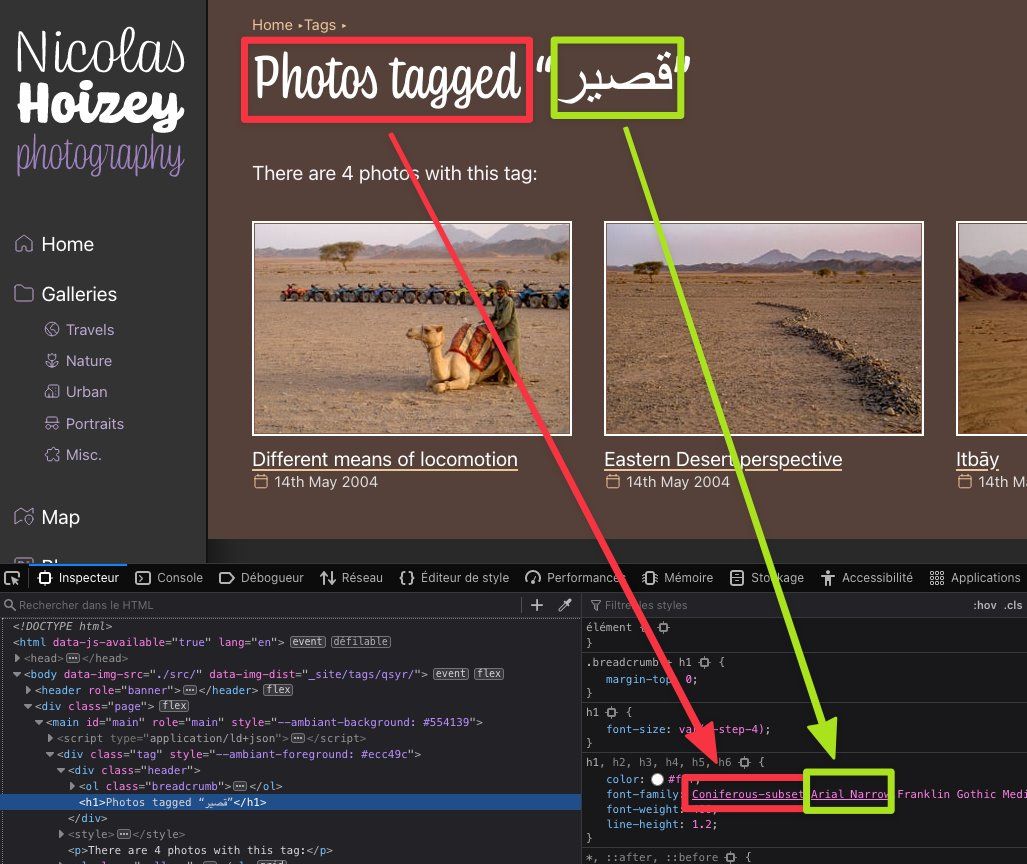 Nicolas
Hoizey
photography
Home
Galleries
Travels
Nature
Urban
Portraits
Misc.
Map
Home ‣Tags ‣
Photos tagged “قصير”
There are 4 photos with this tag:
Different means of locomotion
14th May 2004
Eastern Desert perspective
14th May 2004
Itbāy
14th M
Inspecteur Console Débogueur Réseau Éditeur de style Performances Mémoire Stockage Accessibilité Applications
Rechercher dans le HTML
<!DOCTYPE html>
<html data-js-available="true" lang="en"> event défilable
<head> </head>
<body data-img-src="./src/" data-img-dist="_site/tags/qsyr/"> event flex
<header role="banner"> </header> flex
<div class="page"> flex
<main id="main" role="main" style="--ambiant-background: #554139">
<script type="application/ld+json"> </script>
<div class="tag" style="--ambiant-foreground: #ecc49c">
<div class="header">
<ol class="breadcrumb"> </ol>
<h1>Photos tagged “قصير”</h1>
</div>
<style> </style>
<p>There are 4 photos with this tag:</p>
Filtrer les styles
:hov .cls
élément {
}
.breadcrumb + h1 {
margin-top: 0;
}
h1 {
font-size: var(--step-4);
}
h1, h2, h3, h4, h5, h6 {
color:
font-family: Coniferous-subset, Arial Narrow, Franklin Gothic Medi
font-weight:
line-height: 1.2;
}
*, ::after, ::before {